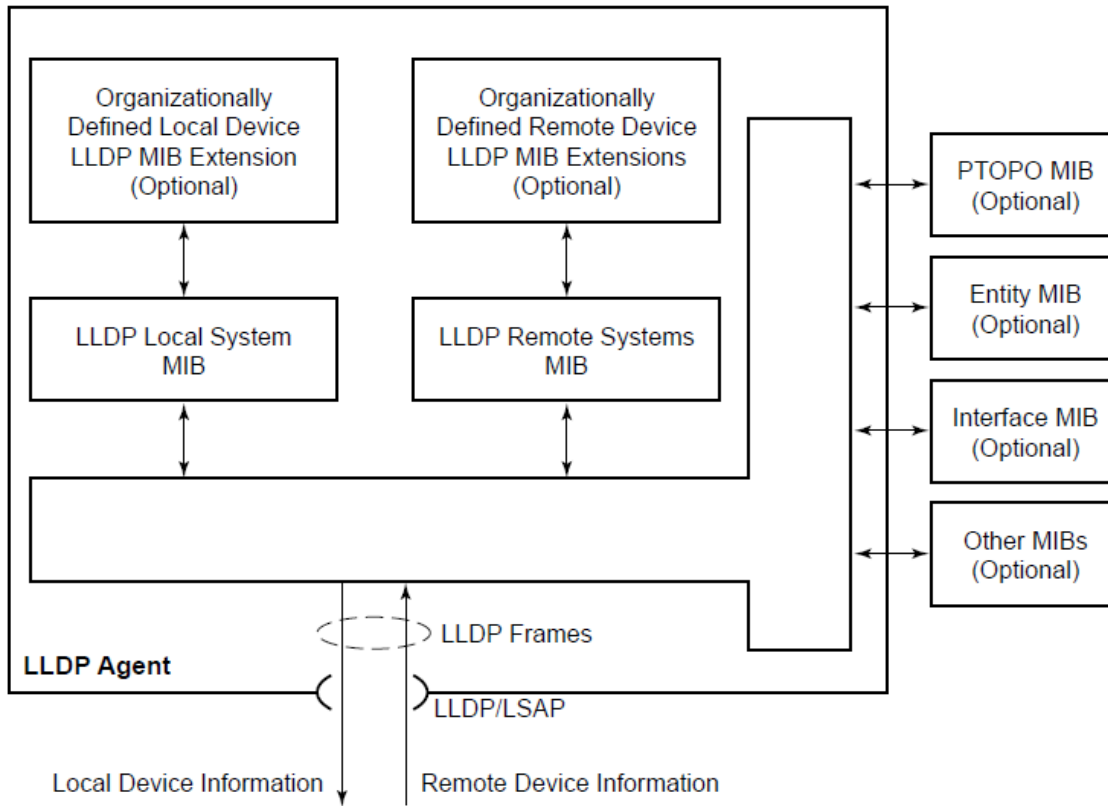 Organizationally
Defined Local Device
LLDP MIB Extension
(Optional)
Organizationally
Defined Remote Device
LLDP MIB Extensions
(Optional)
PTOPO MIB
(Optional)
Entity MIB
(Optional)
LLDP Local System
MIB
LLDP Remote Systems
MIB
Interface MIB
(Optional)
Other MIBs
(Optional)
LLDP Frames
LLDP Agent
LLDP/LSAP
Local Device Information
Remote Device Information